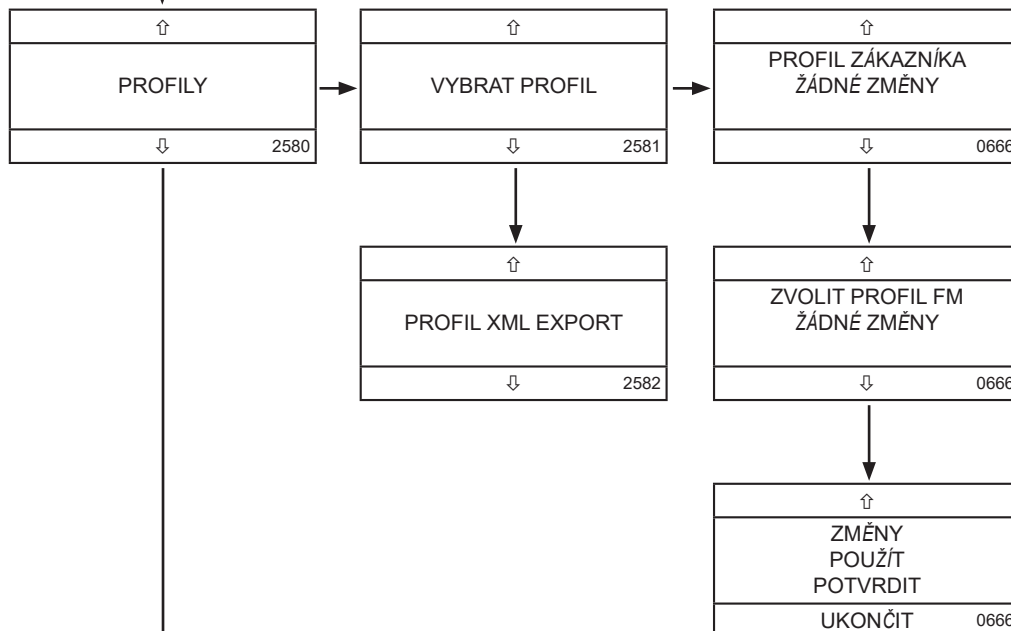 ⇧
⇧
⇧
PROFILY
VYBRAT PROFIL
PROFIL ZÁKAZNÍKA
ŽÁDNÉ ZMĚNY
⇩ 2580
⇩ 2581
⇩ 0666
⇧
⇧
PROFIL XML EXPORT
ZVOLIT PROFIL FM
ŽÁDNÉ ZMĚNY
⇩ 2582
⇩ 0666
⇧
ZMĚNY
POUŽÍT
POTVRDIT
UKONČIT 0666